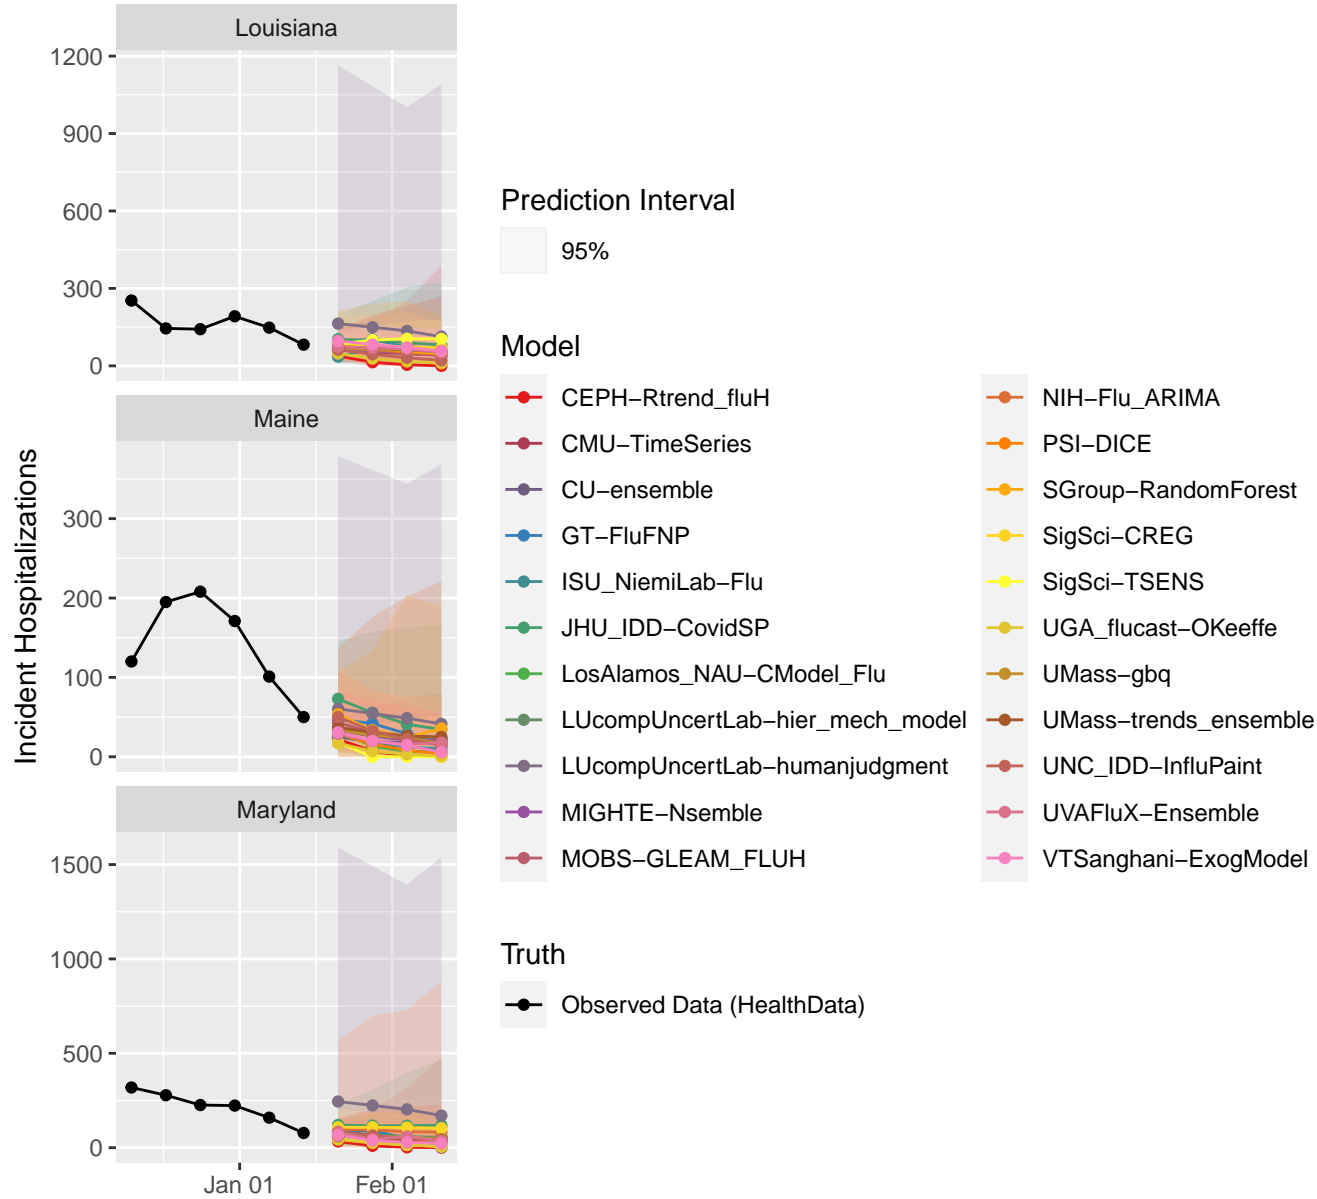 Louisiana
1200
900
600
300
0
Maine
300
200
100
0
Maryland
1500
1000
500
0
Jan 01
Feb 01
Incident Hospitalizations
Prediction Interval
95%
Model
CEPH−Rtrend_fluH
CMU−TimeSeries
CU−ensemble
GT−FluFNP
ISU_NiemiLab−Flu
JHU_IDD−CovidSP
LosAlamos_NAU−CModel_Flu
LUcompUncertLab−hier_mech_model
LUcompUncertLab−humanjudgment
MIGHTE−Nsemble
MOBS−GLEAM_FLUH
NIH−Flu_ARIMA
PSI−DICE
SGroup−RandomForest
SigSci−CREG
SigSci−TSENS
UGA_flucast−OKeeffe
UMass−gbq
UMass−trends_ensemble
UNC_IDD−InfluPaint
UVAFluX−Ensemble
VTSanghani−ExogModel
Truth
Observed Data (HealthData)